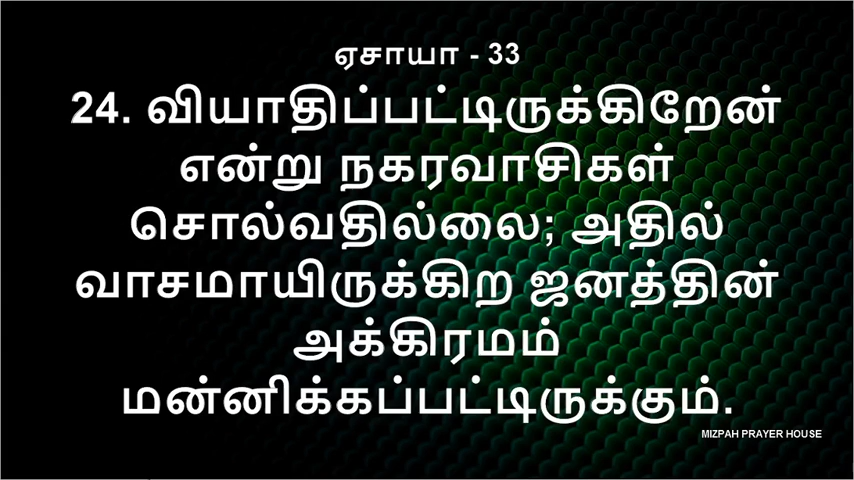 ஏசாயா - 33
24. வியாதிப்பட்டிருக்கிறேன்
என்று நகரவாசிகள்
சொல்வதில்லை; அதில்
வாசமாயிருக்கிற ஜனத்தின்
அக்கிரமம்
மன்னிக்கப்பட்டிருக்கும்.
MIZPAH PRAYER HOUSE